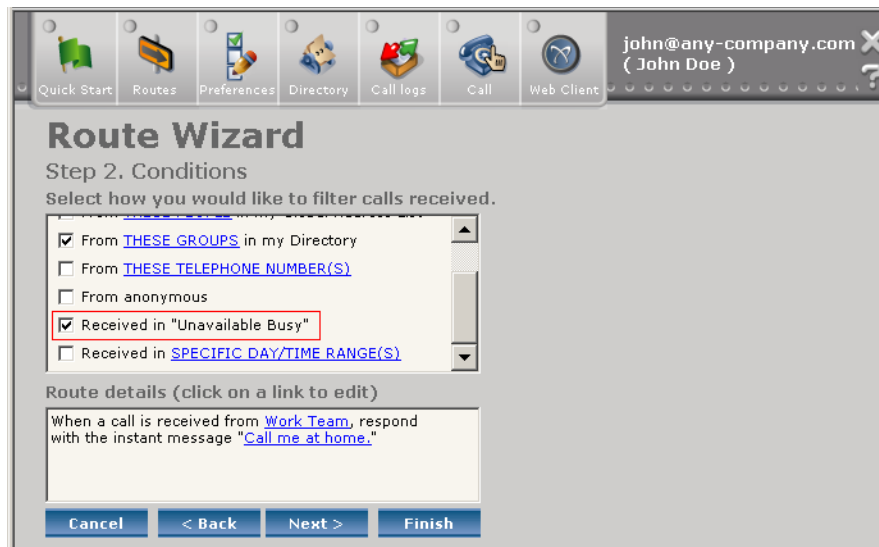 john@any-company.com
( John Doe )
Quick Start Routes Preferences Directory Call logs Call Web Client
Route Wizard
Step 2. Conditions
Select how you would like to filter calls received.
From THESE GROUPS in my Directory
From THESE TELEPHONE NUMBER(S)
From anonymous
Received in "Unavailable Busy"
Received in SPECIFIC DAY/TIME RANGE(S)
Route details (click on a link to edit)
When a call is received from Work Team, respond
with the instant message "Call me at home."
Cancel < Back Next > Finish